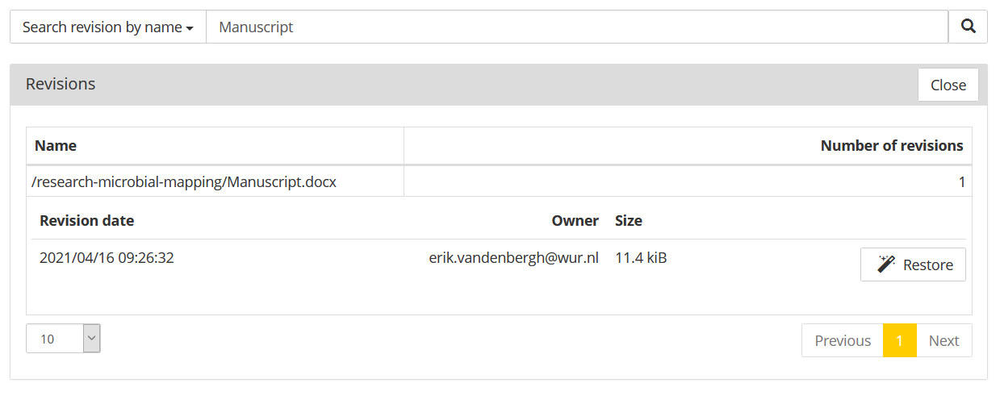 Search revision by name Manuscript
Revisions Close
Name Number of revisions
/research-microbial-mapping/Manuscript.docx 1
Revision date Owner Size
2021/04/16 09:26:32 erik.vandenbergh@wur.nl 11.4 kiB Restore
10 Previous 1 Next